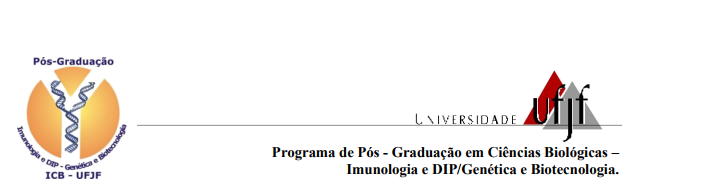 Pós-Graduação
Imunologia e DIP - Genética e Biotecnologia
ICB - UFJF
UNIVERSIDADE
ufjf
Programa de Pós - Graduação em Ciências Biológicas –
Imunologia e DIP/Genética e Biotecnologia.